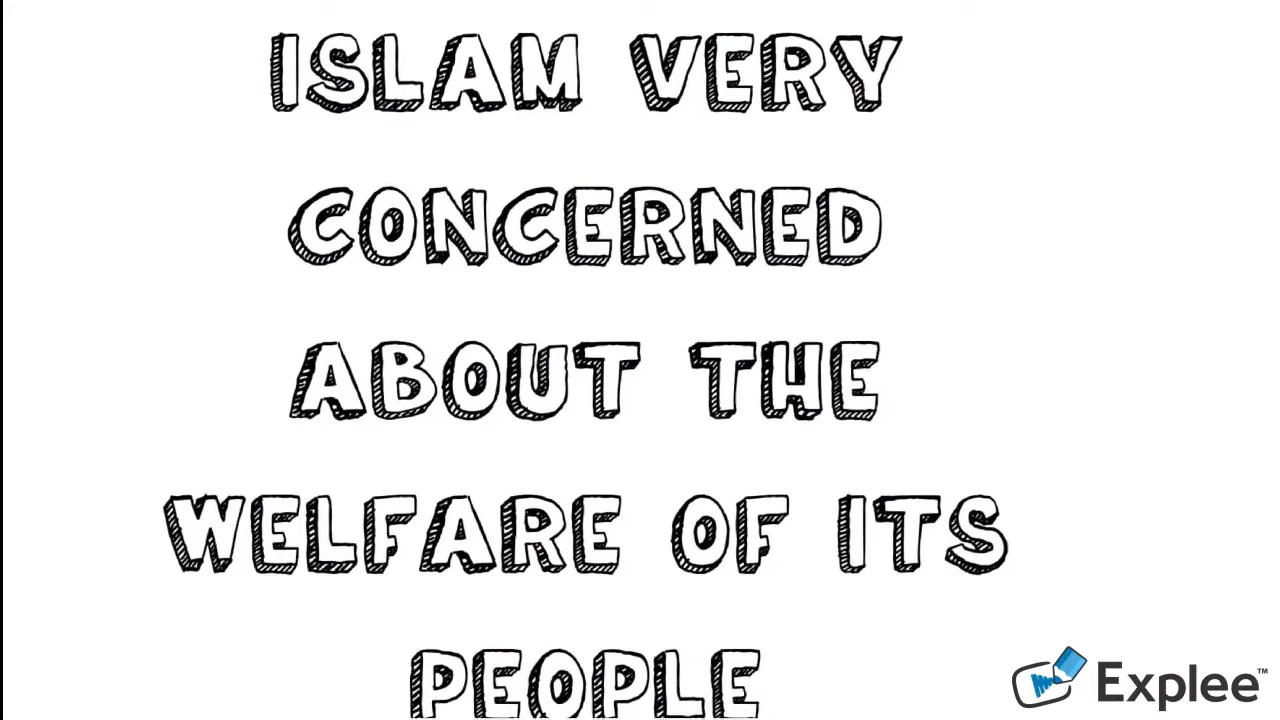 ISLAM VERY
CONCERNED
ABOUT THE
WELFARE OF ITS
PEOPLE
Explee™